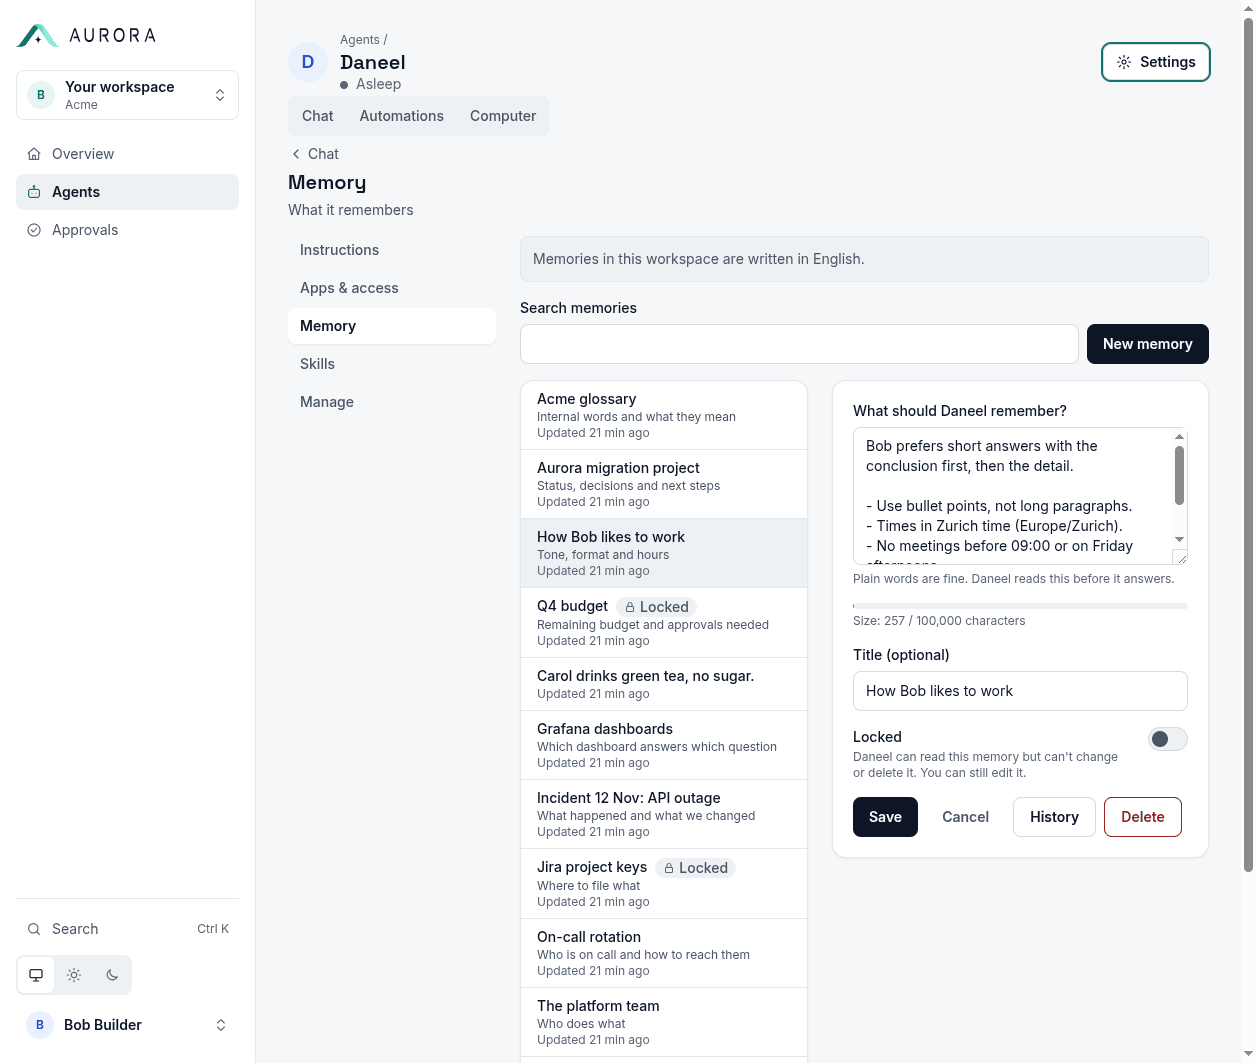 AURORA
B
Your workspace
Acme
Overview
Agents
Approvals
Search
Ctrl K
B
Bob Builder
D
Agents /
Daneel
Asleep
Settings
Chat
Automations
Computer
Chat
Memory
What it remembers
Instructions
Apps & access
Memory
Skills
Manage
Memories in this workspace are written in English.
Search memories
New memory
Acme glossary
Internal words and what they mean
Updated 21 min ago
Aurora migration project
Status, decisions and next steps
Updated 21 min ago
How Bob likes to work
Tone, format and hours
Updated 21 min ago
Q4 budget
Locked
Remaining budget and approvals needed
Updated 21 min ago
Carol drinks green tea, no sugar.
Updated 21 min ago
Grafana dashboards
Which dashboard answers which question
Updated 21 min ago
Incident 12 Nov: API outage
What happened and what we changed
Updated 21 min ago
Jira project keys
Locked
Where to file what
Updated 21 min ago
On-call rotation
Who is on call and how to reach them
Updated 21 min ago
The platform team
Who does what
Updated 21 min ago
What should Daneel remember?
Bob prefers short answers with the
conclusion first, then the detail.
- Use bullet points, not long paragraphs.
- Times in Zurich time (Europe/Zurich).
- No meetings before 09:00 or on Friday
Plain words are fine. Daneel reads this before it answers.
Size: 257 / 100,000 characters
Title (optional)
How Bob likes to work
Locked
Daneel can read this memory but can't change
or delete it. You can still edit it.
Save
Cancel
History
Delete